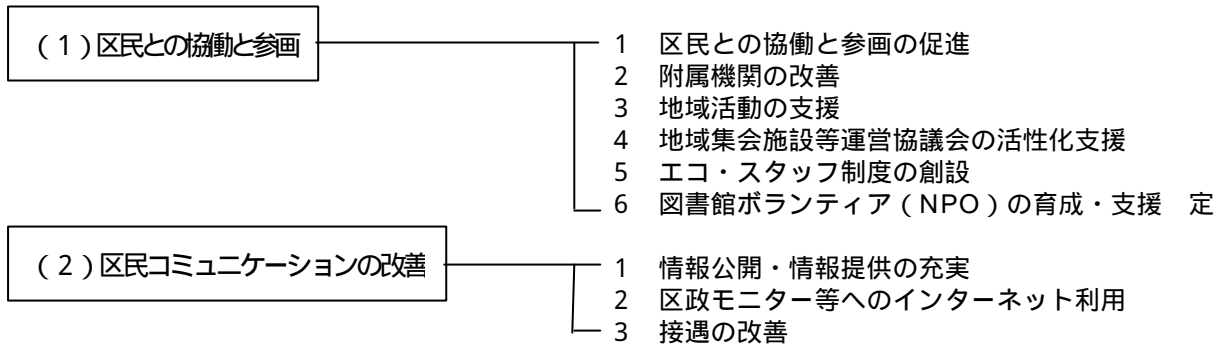 （１）区民との協働と参画
1 区民との協働と参画の促進
2 附属機関の改善
3 地域活動の支援
4 地域集会施設等運営協議会の活性化支援
5 エコ・スタッフ制度の創設
6 図書館ボランティア（NPO）の育成・支援　定
（２）区民コミュニケーションの改善
1 情報公開・情報提供の充実
2 区政モニター等へのインターネット利用
3 接遇の改善